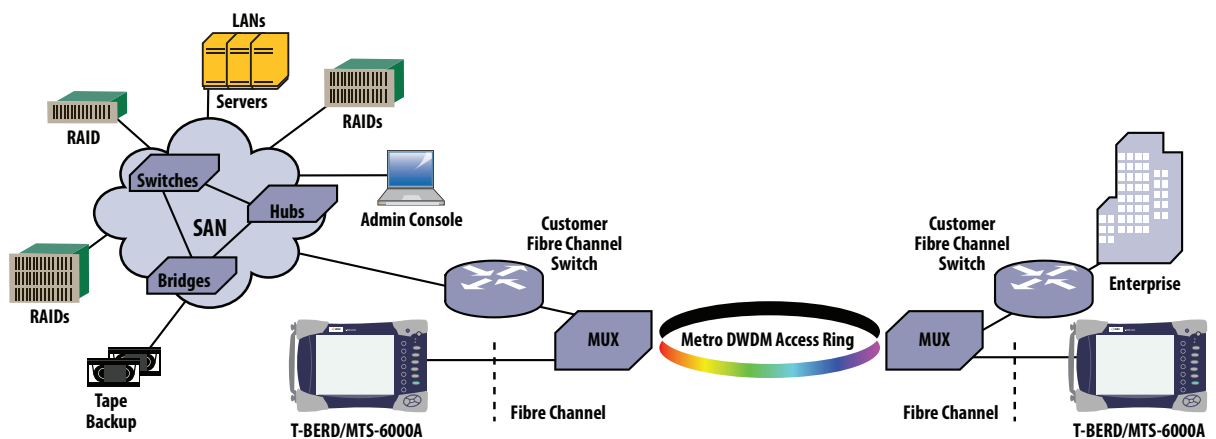 LANs
Servers
RAID
RAIDs
Switches
Hubs
SAN
Bridges
Admin Console
RAIDs
Tape
Backup
Customer
Fibre Channel
Switch
MUX
Metro DWDM Access Ring
MUX
Customer
Fibre Channel
Switch
Enterprise
Fibre Channel
Fibre Channel
T-BERD/MTS-6000A
T-BERD/MTS-6000A